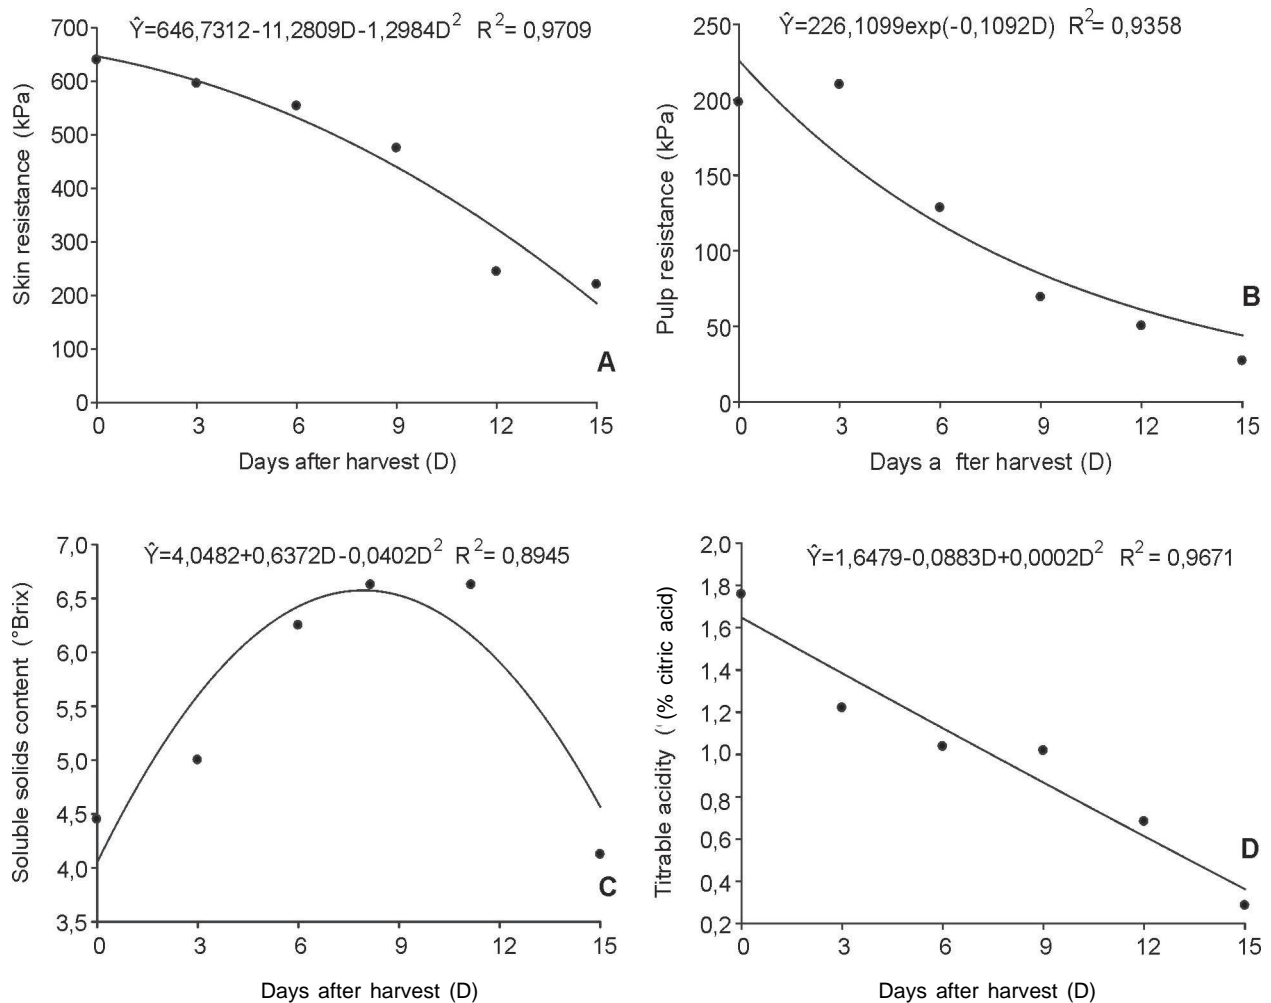 Ŷ=646,7312-11,2809D-1,2984D² R²= 0,9709
700
600
500
400
300
200
100
0
Skin resistance (kPa)
A
0 3 6 9 12 15
Days after harvest (D)
Ŷ=226,1099exp(-0,1092D) R²= 0,9358
250
200
150
100
50
0
Pulp resistance (kPa)
B
0 3 6 9 12 15
Days a fter harvest (D)
Ŷ=4,0482+0,6372D-0,0402D² R²= 0,8945
7,0
6,5
6,0
5,5
5,0
4,5
4,0
3,5
Soluble solids content (°Brix)
C
0 3 6 9 12 15
Days after harvest (D)
Ŷ=1,6479-0,0883D+0,0002D² R²= 0,9671
2,0
1,8
1,6
1,4
1,2
1,0
0,8
0,6
0,4
0,2
Titrable acidity (' (% citric acid)
D
0 3 6 9 12 15
Days after harvest (D)